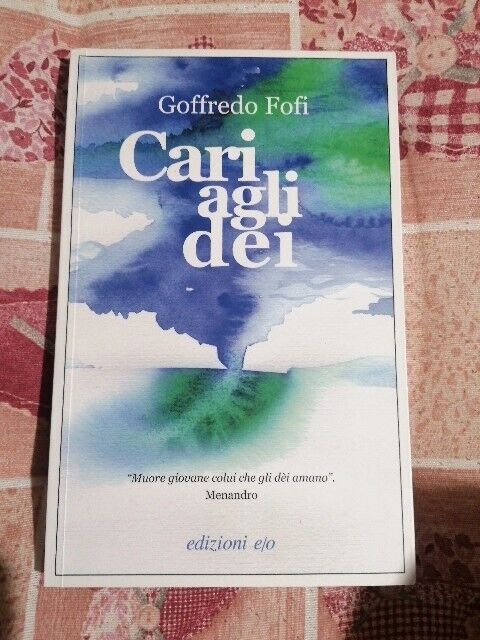 Goffredo Fofi
Cari
agli
dei
“Muore giovane colui che gli dèi amano”.
Menandro
edizioni e/o